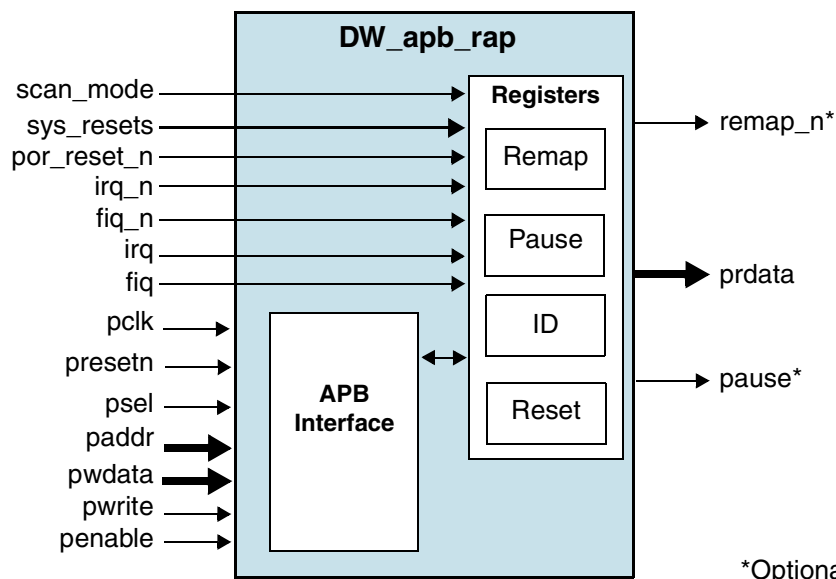 DW_apb_rap
scan_mode
sys_resets
por_reset_n
irq_n
fiq_n
irq
fiq
pclk
presetn
psel
paddr
pwdata
pwrite
penable
APB
Interface
Registers
Remap
Pause
ID
Reset
remap_n*
prdata
pause*